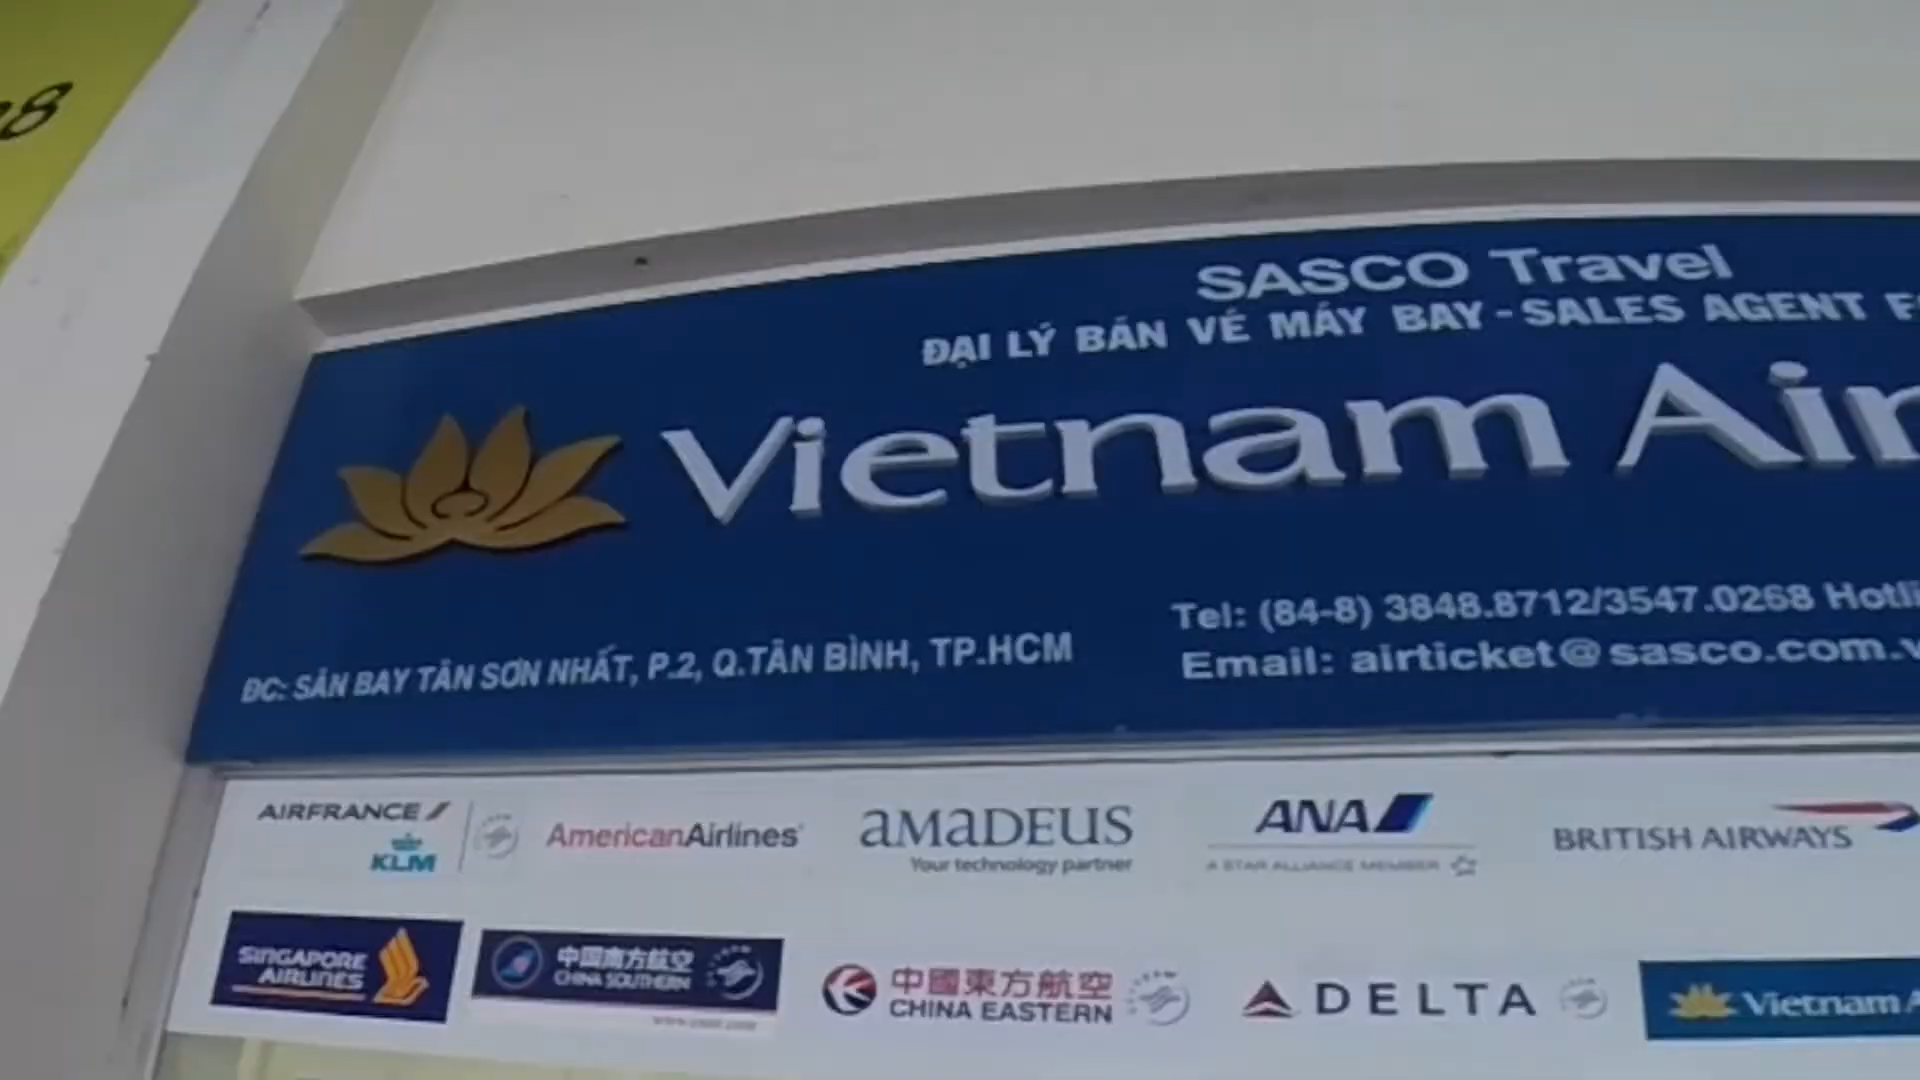 08
SASCO Travel
ĐẠI LÝ BÁN VÉ MÁY BAY - SALES AGENT
Vietnam Air
Tel: (84-8) 3848.8712/3547.0268 Hotli
ĐC: SÂN BAY TÂN SƠN NHẤT, P.2, Q.TÂN BÌNH, TP.HCM
Email: airticket@sasco.com.v
AIRFRANCE KLM
AmericanAirlines
amaDEUS
Your technology partner
ANA
A STAR ALLIANCE MEMBER
BRITISH AIRWAYS
SINGAPORE AIRLINES
中国南方航空
CHINA SOUTHERN
中國東方航空
CHINA EASTERN
DELTA
Vietnam A